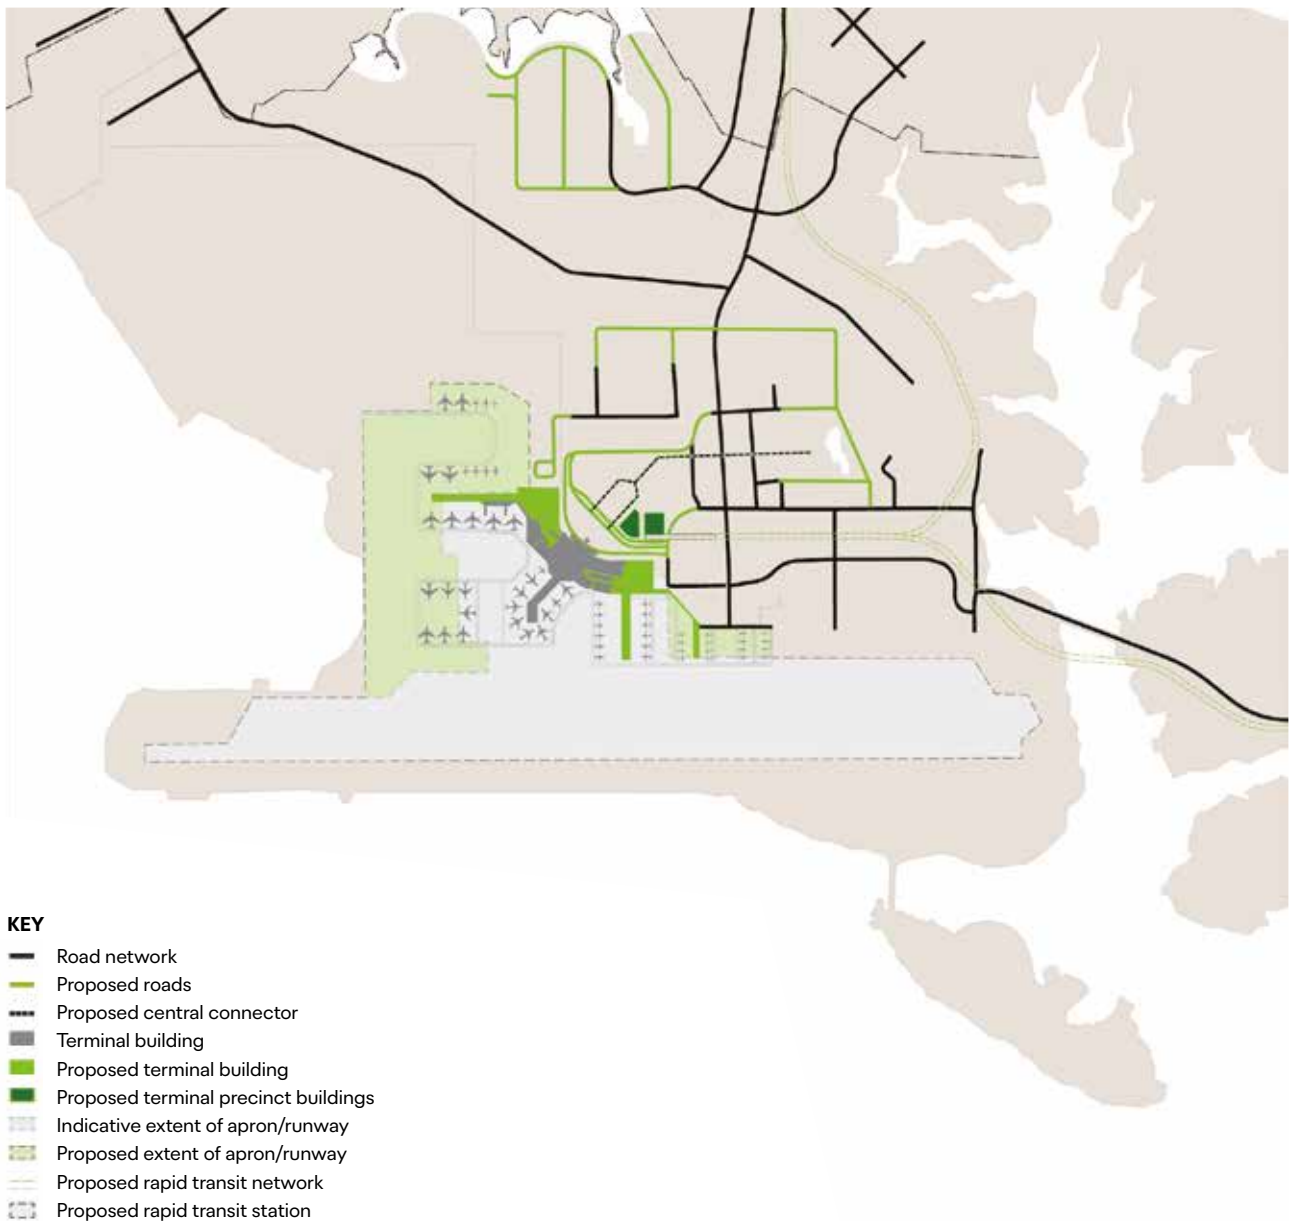 KEY
Road network
Proposed roads
Proposed central connector
Terminal building
Proposed terminal building
Proposed terminal precinct buildings
Indicative extent of apron/runway
Proposed extent of apron/runway
Proposed rapid transit network
Proposed rapid transit station